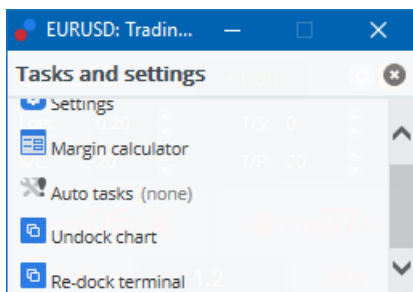 EURUSD: Tradin...
Tasks and settings
Settings
Margin calculator
Auto tasks (none)
Undock chart
Re-dock terminal